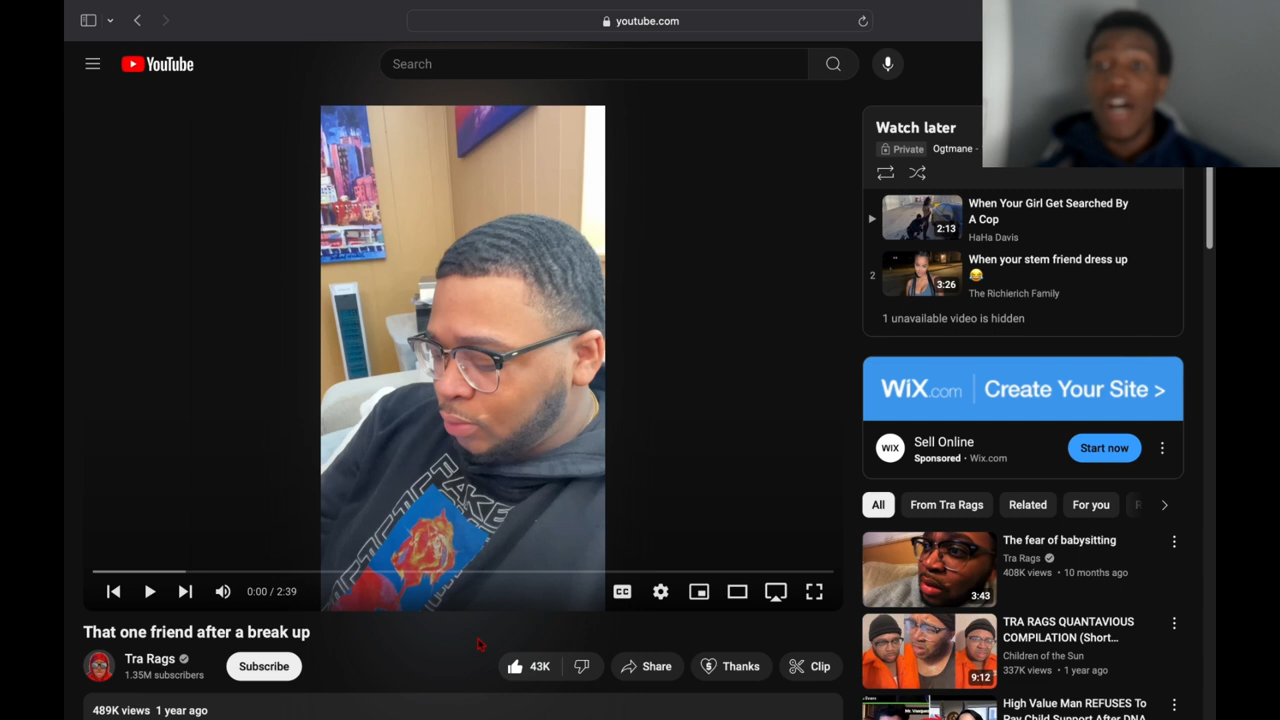 youtube.com
YouTube
Search
Watch later
Private Ogtmane -
When Your Girl Get Searched By
A Cop
HaHa Davis
2:13
2
When your stem friend dress up
😂
The Richierich Family
3:26
1 unavailable video is hidden
WiX.com Create Your Site >
WIX
Sell Online
Sponsored · Wix.com
Start now
All
From Tra Rags
Related
For you
The fear of babysitting
Tra Rags
408K views · 10 months ago
3:43
TRA RAGS QUANTAVIOUS
COMPILATION (Short...
Children of the Sun
337K views · 1 year ago
9:12
High Value Man REFUSES To
Pay Child Support After DNA
0:00 / 2:39
CC
That one friend after a break up
Tra Rags
1.35M subscribers
Subscribe
43K
Share
Thanks
Clip
489K views 1 year ago